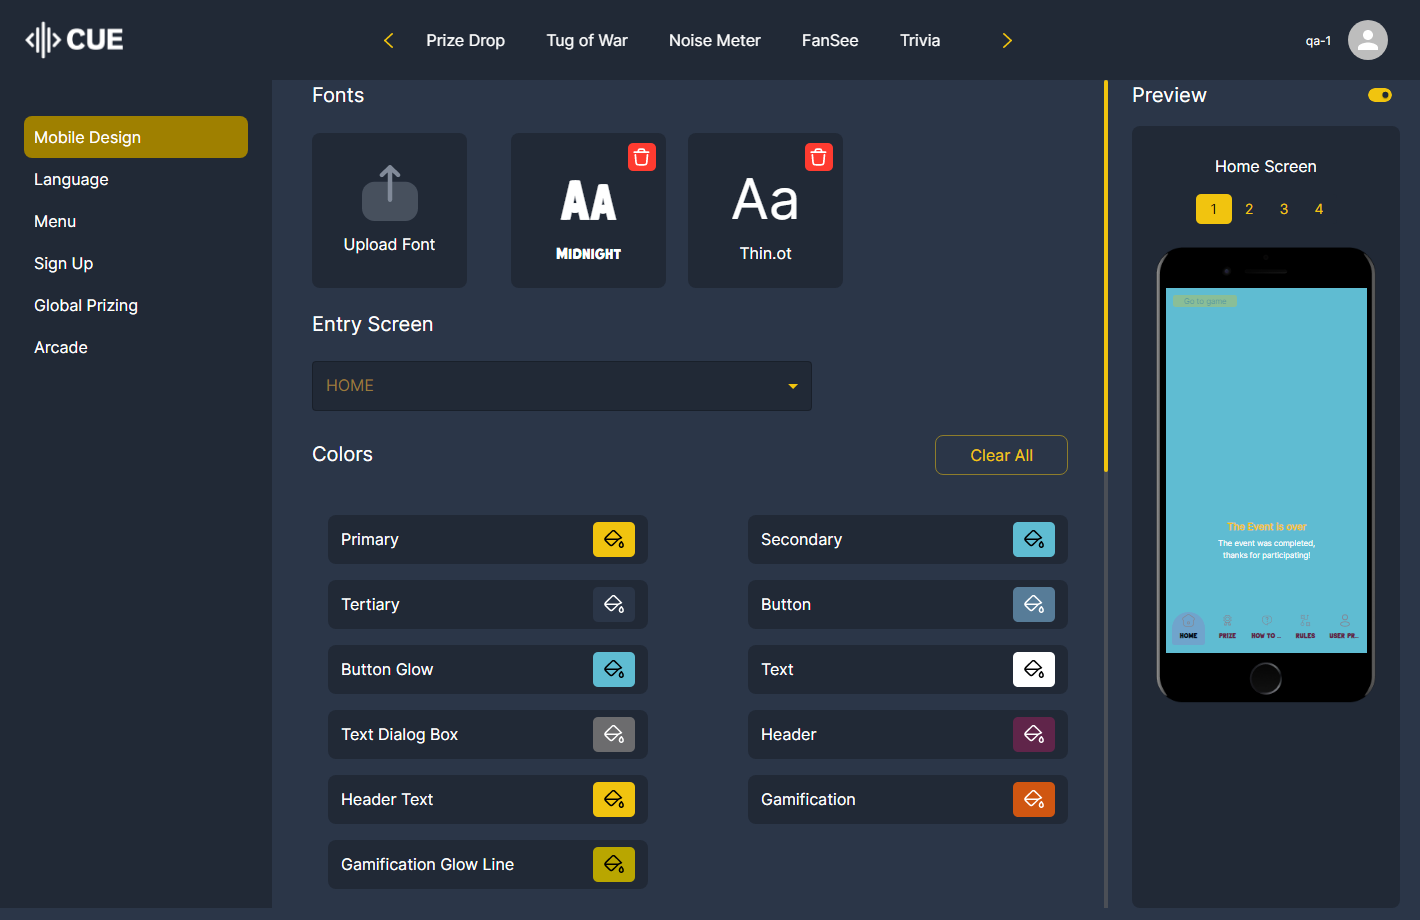 CUE
Prize Drop
Tug of War
Noise Meter
FanSee
Trivia
qa-1
Mobile Design
Language
Menu
Sign Up
Global Prizing
Arcade
Fonts
Upload Font
AA
MIDNIGHT
Aa
Thin.ot
Entry Screen
HOME
Colors
Clear All
Primary
Secondary
Tertiary
Button
Button Glow
Text
Text Dialog Box
Header
Header Text
Gamification
Gamification Glow Line
Preview
Home Screen
1 2 3 4
Go to game
The Event is over
The event was completed,
thanks for participating!
HOME
PRIZE
HOW TO ...
RULES
USER PR...